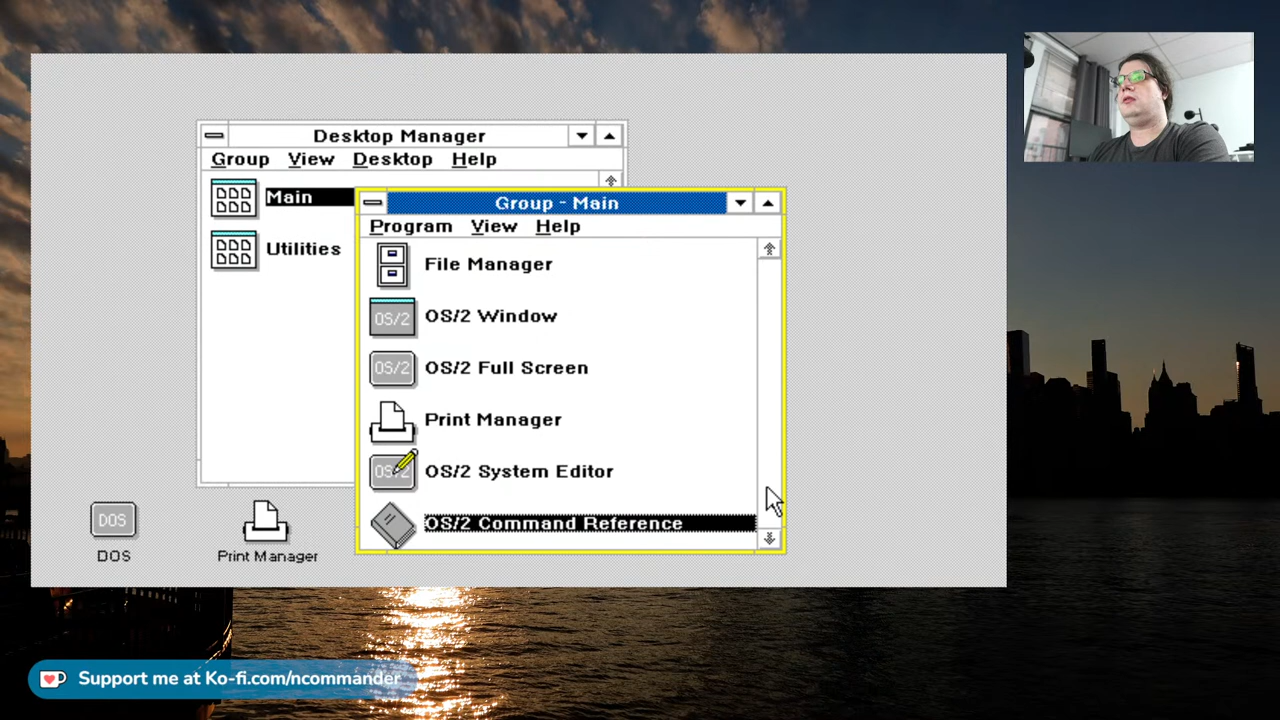 Desktop Manager
Group View Desktop Help
Main
Utilities
Group - Main
Program View Help
File Manager
OS/2 OS/2 Window
OS/2 OS/2 Full Screen
Print Manager
OS/2 OS/2 System Editor
OS/2 Command Reference
DOS
DOS
Print Manager
Support me at Ko-fi.com/ncommander